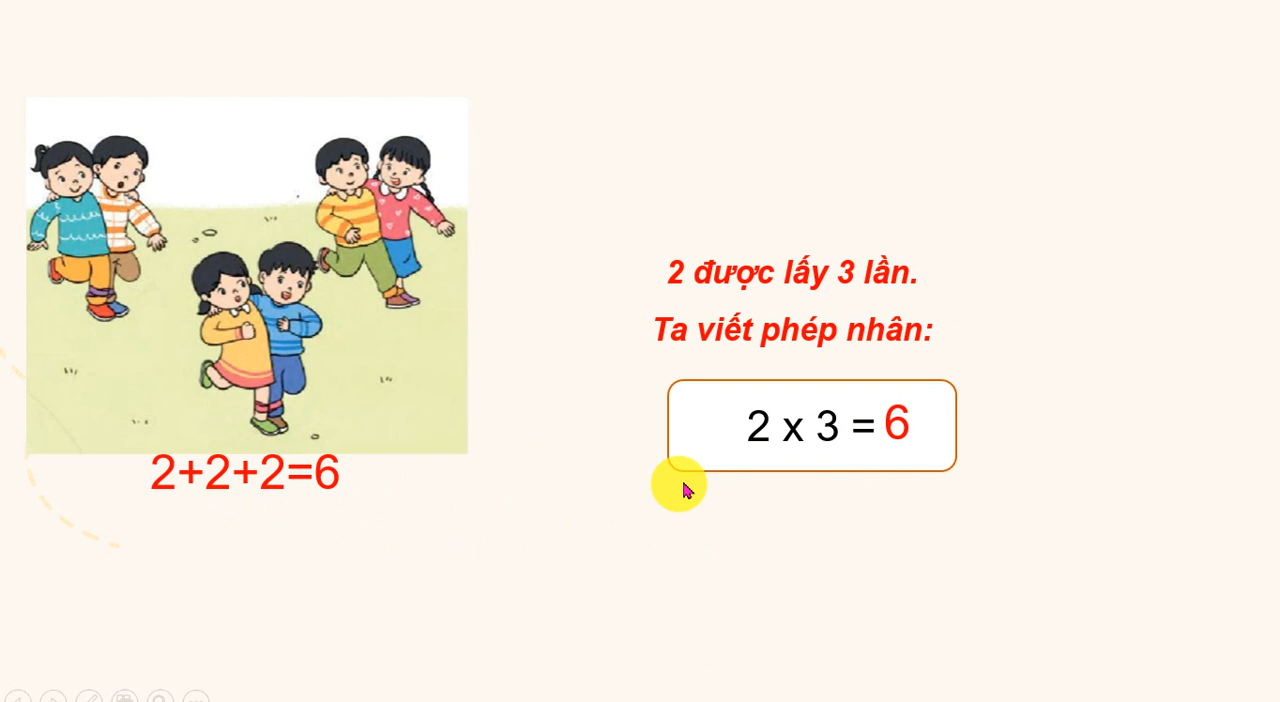 2+2+2=6
2 được lấy 3 lần.
Ta viết phép nhân:
2 x 3 = 6